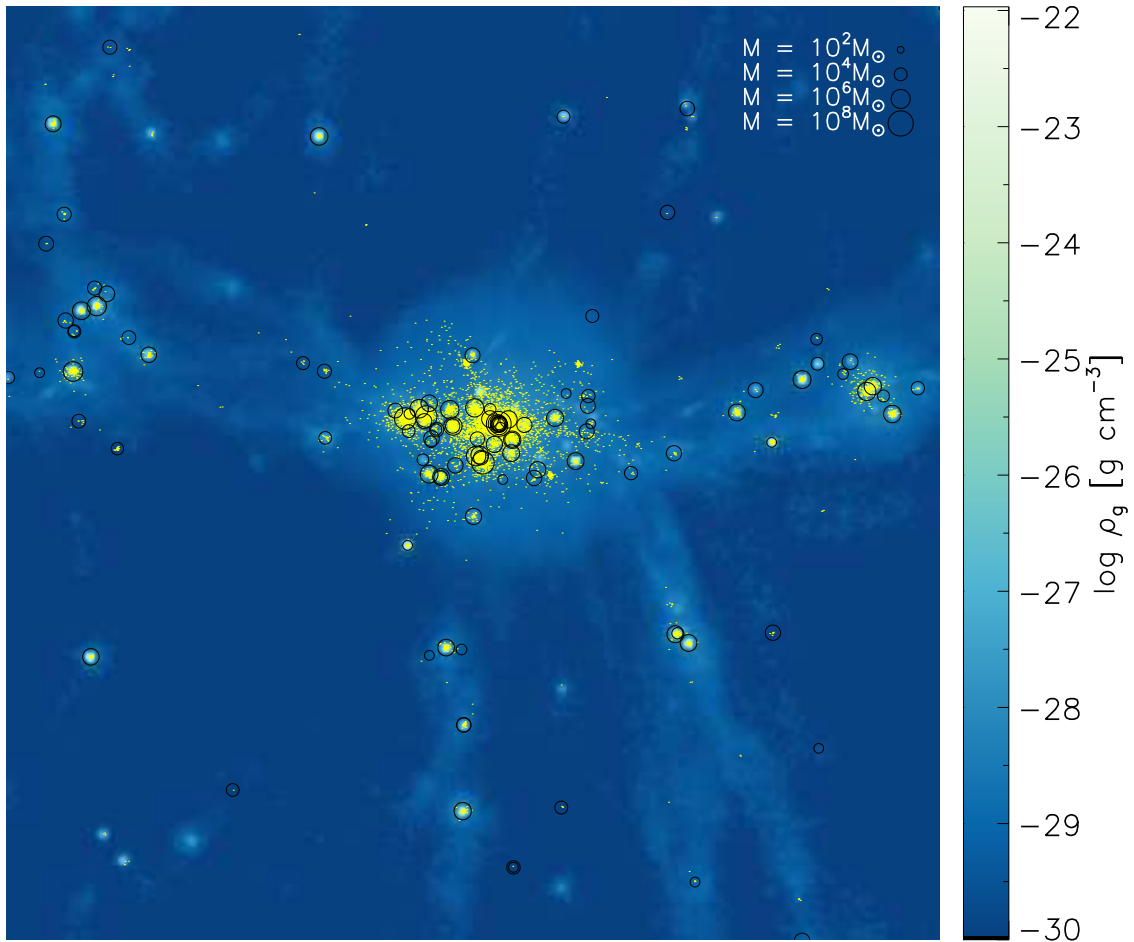 M = 10²M⊙
M = 10⁴M⊙
M = 10⁶M⊙
M = 10⁸M⊙
−22
−23
−24
−25
−26
−27
−28
−29
−30
log ρg [g cm⁻³]